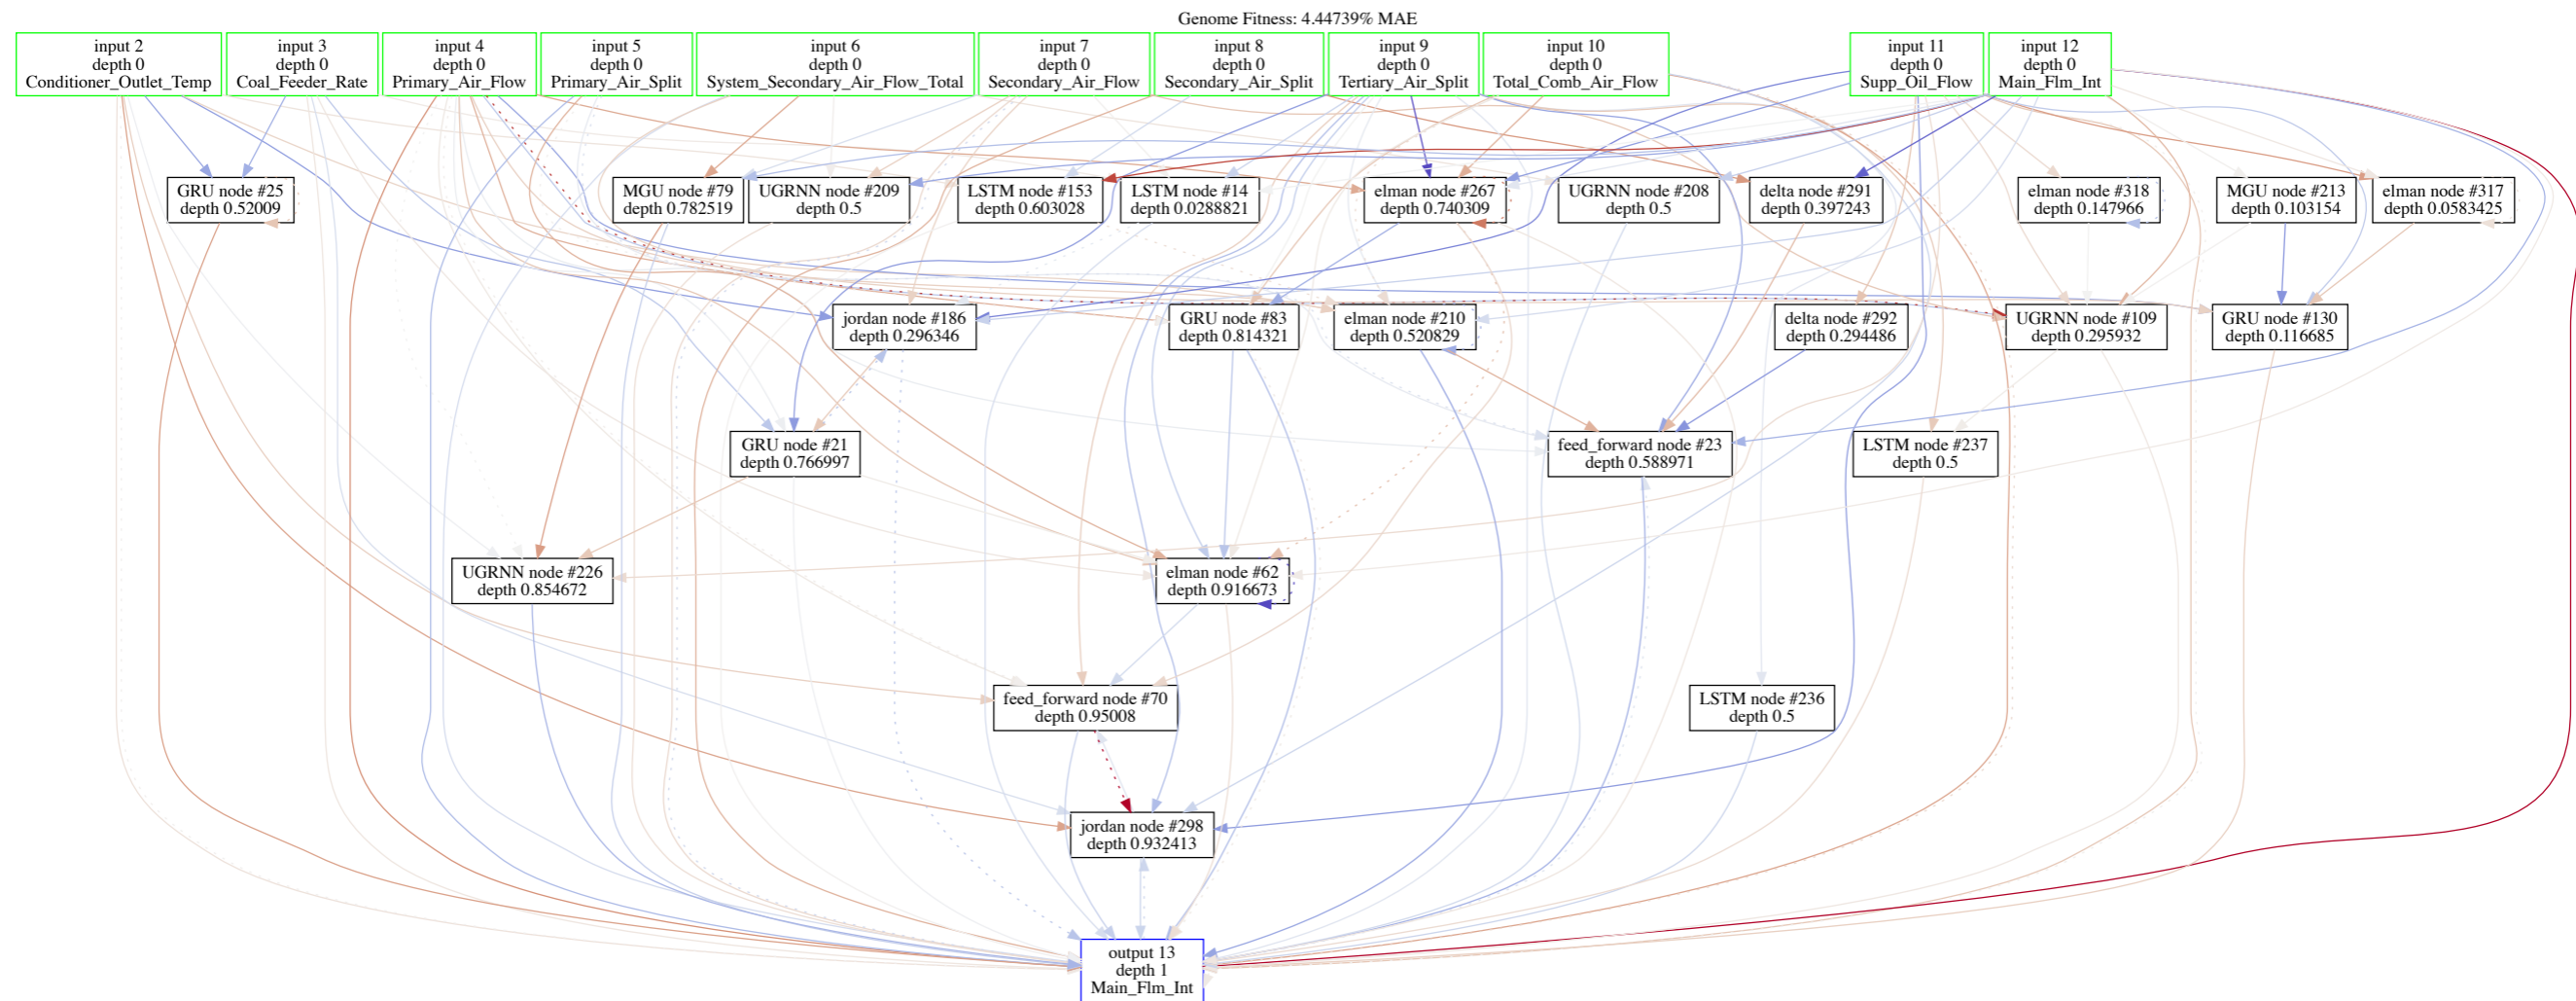 Genome Fitness: 4.44739% MAE
input 2
depth 0
Conditioner_Outlet_Temp
input 3
depth 0
Coal_Feeder_Rate
input 4
depth 0
Primary_Air_Flow
input 5
depth 0
Primary_Air_Split
input 6
depth 0
System_Secondary_Air_Flow_Total
input 7
depth 0
Secondary_Air_Flow
input 8
depth 0
Secondary_Air_Split
input 9
depth 0
Tertiary_Air_Split
input 10
depth 0
Total_Comb_Air_Flow
input 11
depth 0
Supp_Oil_Flow
input 12
depth 0
Main_Flm_Int
GRU node #25
depth 0.52009
MGU node #79
depth 0.782519
UGRNN node #209
depth 0.5
LSTM node #153
depth 0.603028
LSTM node #14
depth 0.0288821
elman node #267
depth 0.740309
UGRNN node #208
depth 0.5
delta node #291
depth 0.397243
elman node #318
depth 0.147966
MGU node #213
depth 0.103154
elman node #317
depth 0.0583425
jordan node #186
depth 0.296346
GRU node #83
depth 0.814321
elman node #210
depth 0.520829
delta node #292
depth 0.294486
UGRNN node #109
depth 0.295932
GRU node #130
depth 0.116685
GRU node #21
depth 0.766997
feed_forward node #23
depth 0.588971
LSTM node #237
depth 0.5
UGRNN node #226
depth 0.854672
elman node #62
depth 0.916673
feed_forward node #70
depth 0.95008
LSTM node #236
depth 0.5
jordan node #298
depth 0.932413
output 13
depth 1
Main_Flm_Int